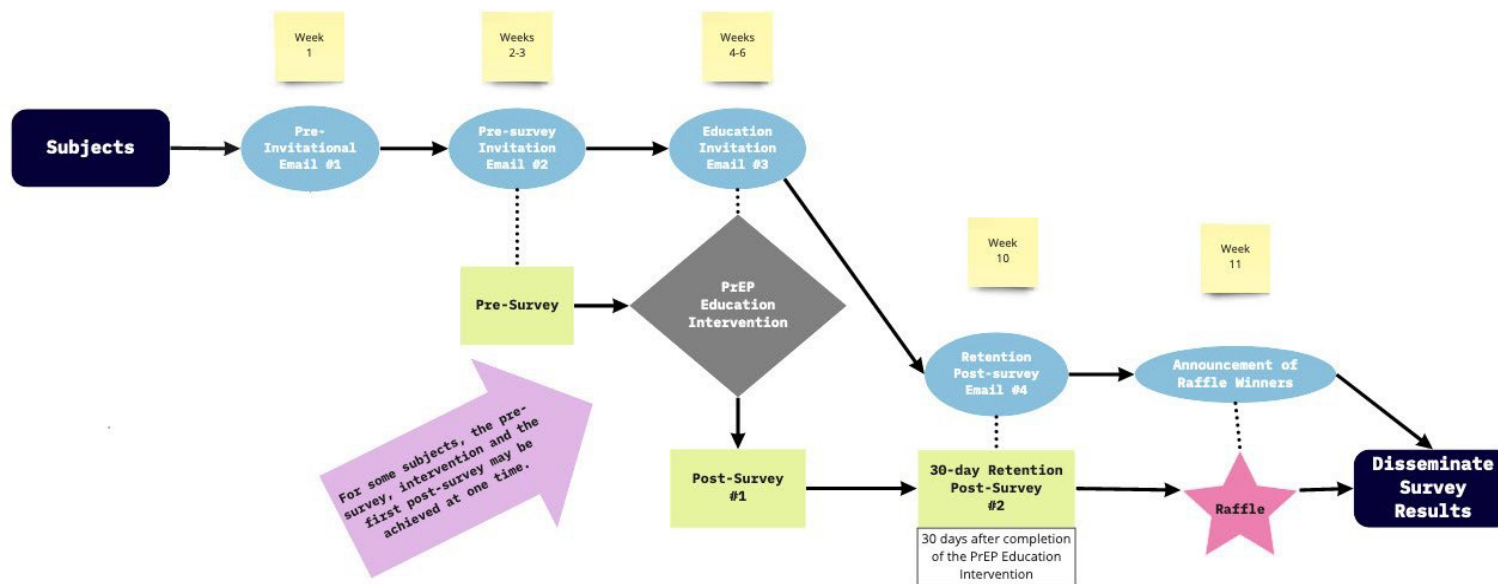 Week
1
Weeks
2-3
Weeks
4-6
Subjects
Pre-
Invitational
Email #1
Pre-survey
Invitation
Email #2
Education
Invitation
Email #3
Week
10
Week
11
Pre-Survey
PrEP
Education
Intervention
Retention
Post-survey
Email #4
Announcement of
Raffle Winners
For some subjects, the pre-
survey, intervention and the
first post-survey may be
achieved at one time.
Post-Survey
#1
30-day Retention
Post-Survey
#2
Raffle
Disseminate
Survey
Results
30 days after completion
of the PrEP Education
Intervention